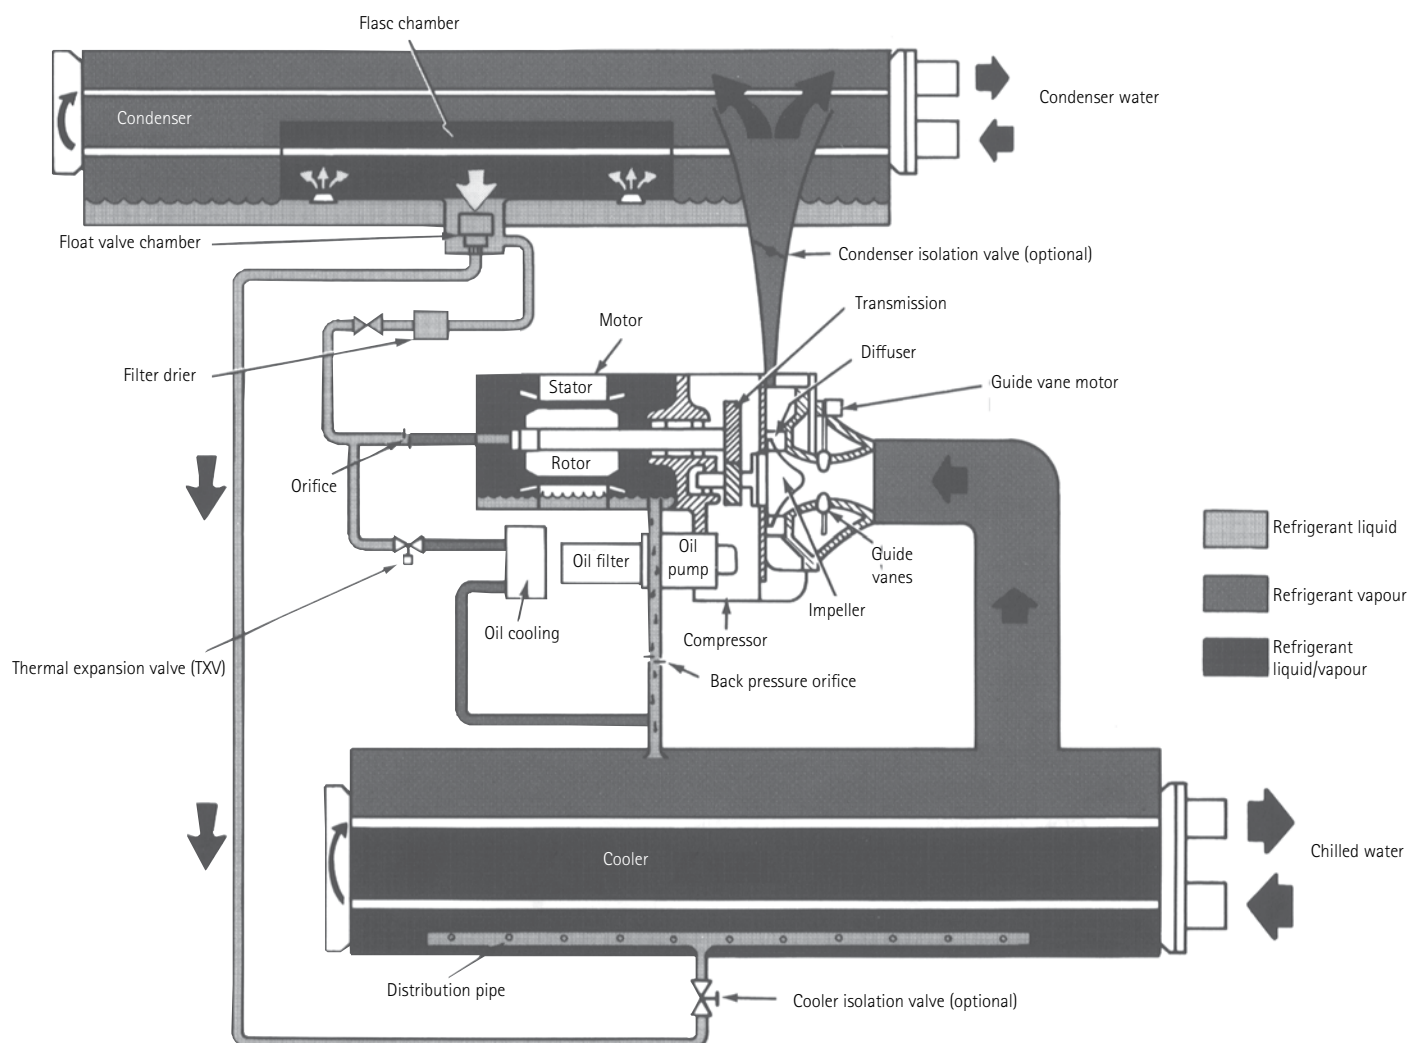 Flasc chamber
Condenser
Condenser water
Float valve chamber
Condenser isolation valve (optional)
Transmission
Motor
Diffuser
Filter drier
Stator
Guide vane motor
Rotor
Orifice
Refrigerant liquid
Oil filter
Oil
pump
Guide
vanes
Refrigerant vapour
Impeller
Oil cooling
Compressor
Thermal expansion valve (TXV)
Refrigerant
liquid/vapour
Back pressure orifice
Cooler
Chilled water
Distribution pipe
Cooler isolation valve (optional)